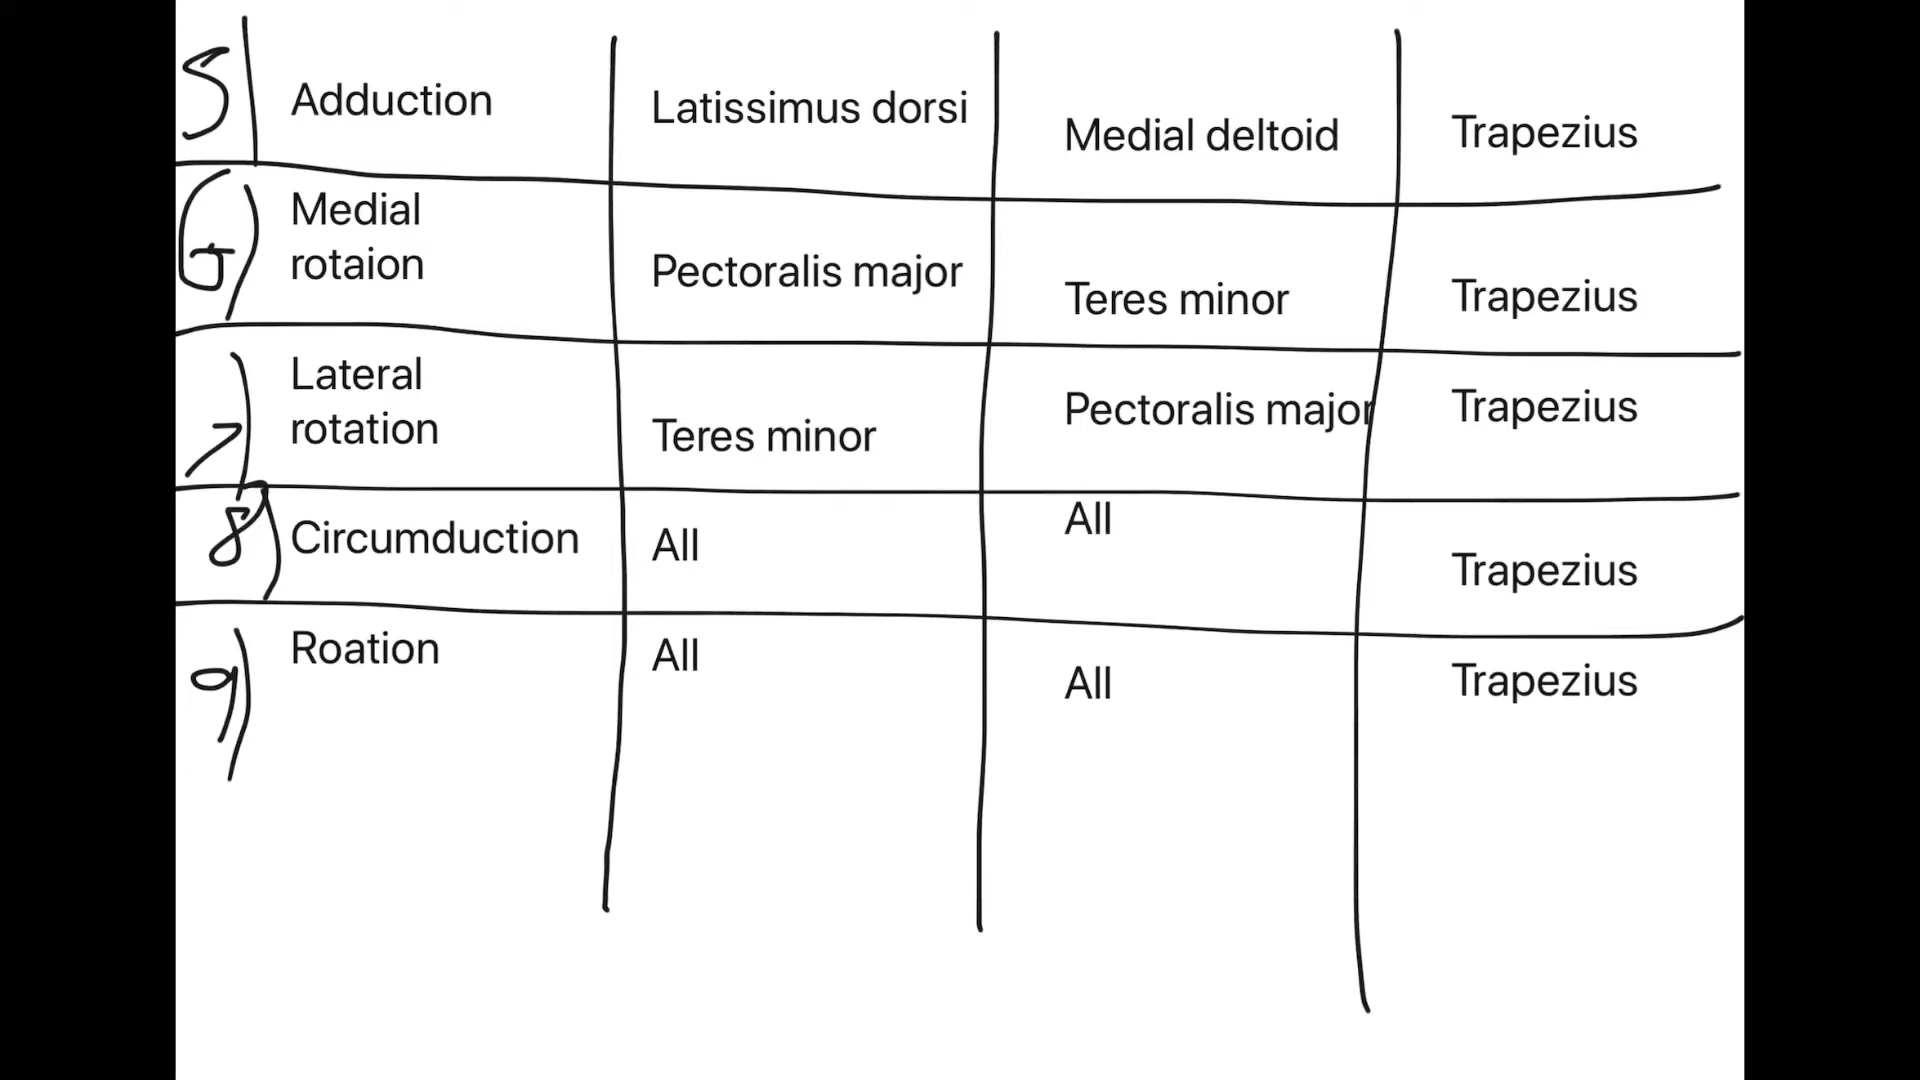 5 Adduction Latissimus dorsi Medial deltoid Trapezius
6) Medial
rotaion Pectoralis major Teres minor Trapezius
7) Lateral
rotation Teres minor Pectoralis major Trapezius
8) Circumduction All All Trapezius
9) Roation All All Trapezius